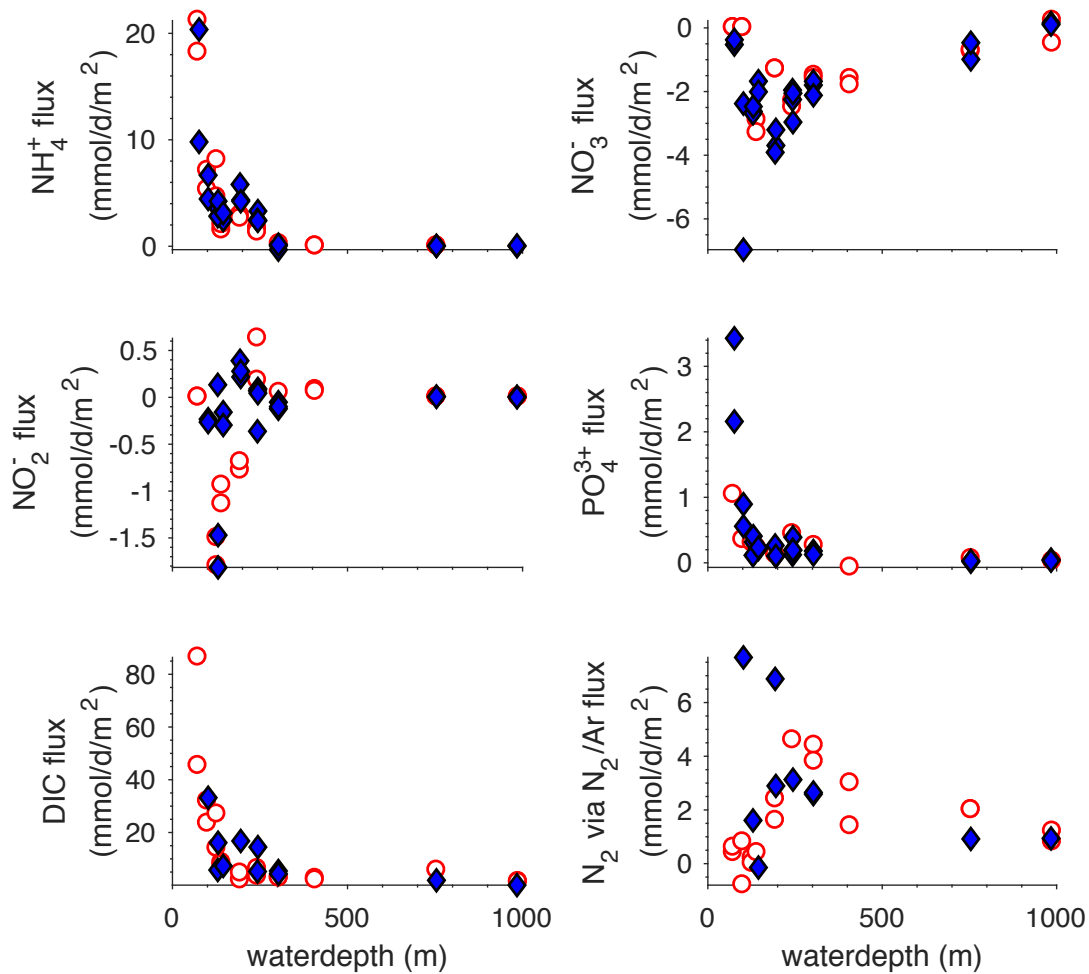 NH₄⁺ flux
(mmol/d/m²)
20
10
0
NO₃⁻ flux
(mmol/d/m²)
0
-2
-4
-6
NO₂⁻ flux
(mmol/d/m²)
0.5
0
-0.5
-1
-1.5
PO₄³⁺ flux
(mmol/d/m²)
3
2
1
0
DIC flux
(mmol/d/m²)
80
60
40
20
0 500 1000
waterdepth (m)
N₂ via N₂/Ar flux
(mmol/d/m²)
6
4
2
0
0 500 1000
waterdepth (m)